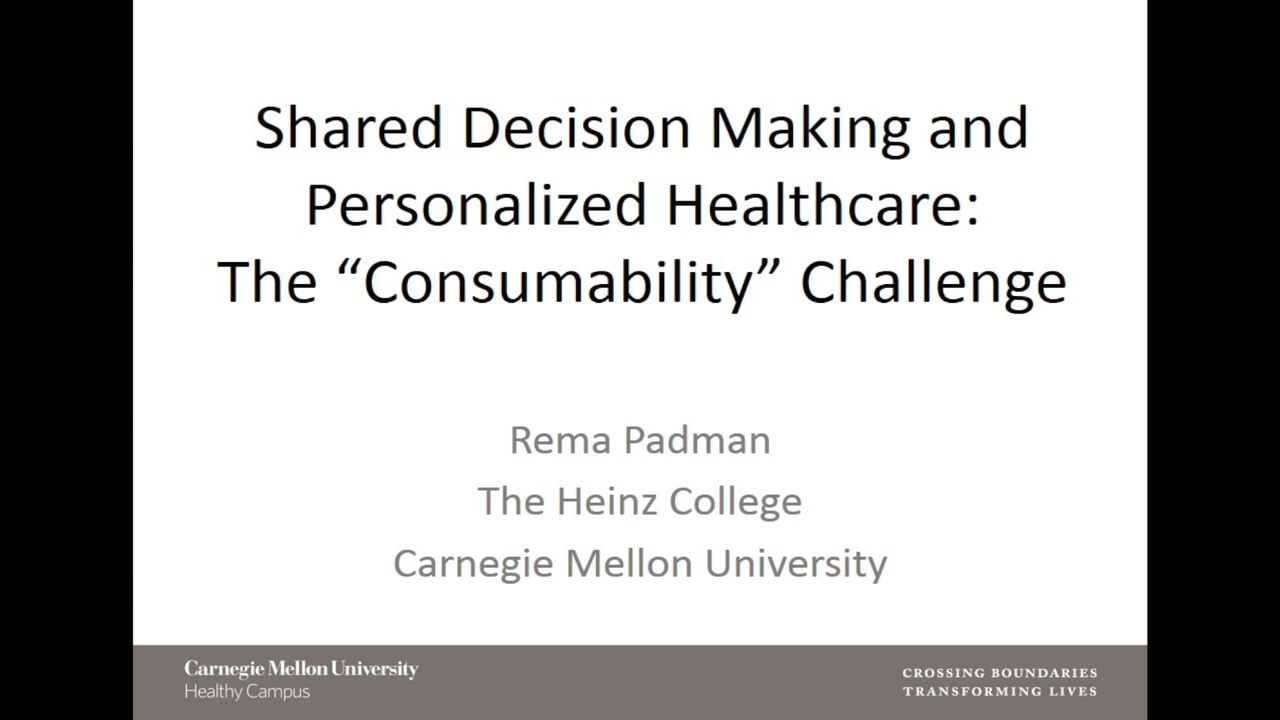 Shared Decision Making and
Personalized Healthcare:
The “Consumability” Challenge
Rema Padman
The Heinz College
Carnegie Mellon University
Carnegie Mellon University
Healthy Campus
CROSSING BOUNDARIES
TRANSFORMING LIVES